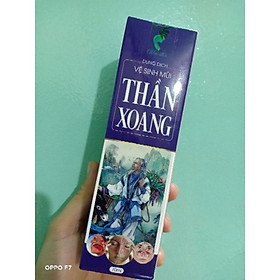 DUNG DỊCH
VỆ SINH MŨI
THẦN
XOANG
OPPO F7